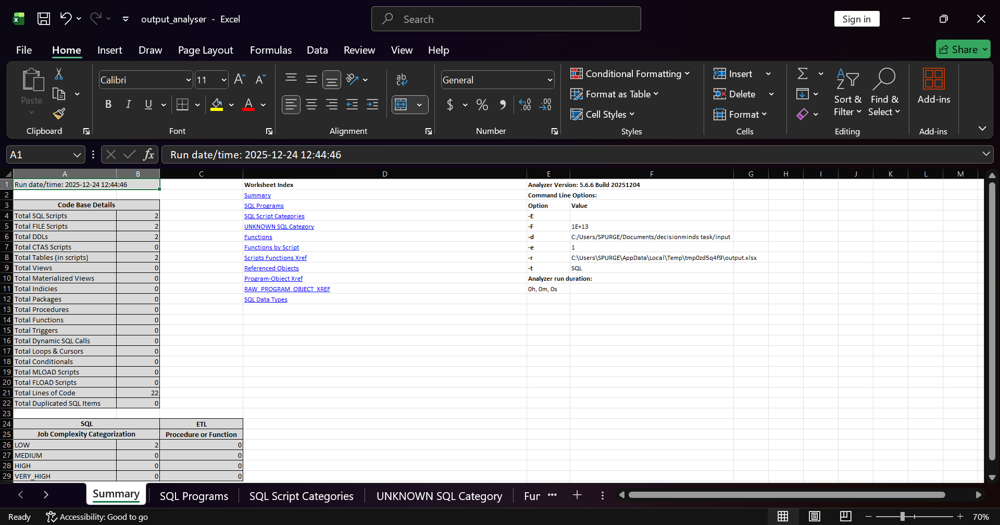 output_analyser - Excel
Search
Sign in
File Home Insert Draw Page Layout Formulas Data Review View Help
Share
Paste
Clipboard
Calibri 11
B I U
Font
ab
Alignment
General
$ % 9 .00 .00
Number
Conditional Formatting
Format as Table
Cell Styles
Styles
Insert
Delete
Format
Cells
Sort & Filter
Find & Select
Editing
Add-ins
Add-ins
A1 fx Run date/time: 2025-12-24 12:44:46
A B C D E F G H I J K L M
1 Run date/time: 2025-12-24 12:44:46 Worksheet Index Analyzer Version: 5.6.6 Build 20251204
2 Summary Command Line Options:
3 Code Base Details SQL Programs Option Value
4 Total SQL Scripts 2 SQL Script Categories -E
5 Total FILE Scripts 2 UNKNOWN SQL Category -F 1E+13
6 Total DDLs 2 Functions -d C:/Users/SPURGE/Documents/decisionminds task/input
7 Total CTAS Scripts 0 Functions by Script -e 1
8 Total Tables (in scripts) 2 Scripts Functions Xref -r C:\Users\SPURGE\AppData\Local\Temp\tmp0zd5q4f9\output.xlsx
9 Total Views 0 Referenced Objects -t SQL
10 Total Materialized Views 0 Program-Object Xref Analyzer run duration:
11 Total Indicies 0 RAW_PROGRAM_OBJECT_XREF 0h, 0m, 0s
12 Total Packages 0 SQL Data Types
13 Total Procedures 0
14 Total Functions 0
15 Total Triggers 0
16 Total Dynamic SQL Calls 0
17 Total Loops & Cursors 0
18 Total Conditionals 0
19 Total MLOAD Scripts 0
20 Total FLOAD Scripts 0
21 Total Lines of Code 22
22 Total Duplicated SQL Items 0
23
24 SQL ETL
25 Job Complexity Categorization Procedure or Function
26 LOW 2 0
27 MEDIUM 0 0
28 HIGH 0 0
29 VERY_HIGH 0 0
Summary SQL Programs SQL Script Categories UNKNOWN SQL Category Fur ...
Ready Accessibility: Good to go 70%